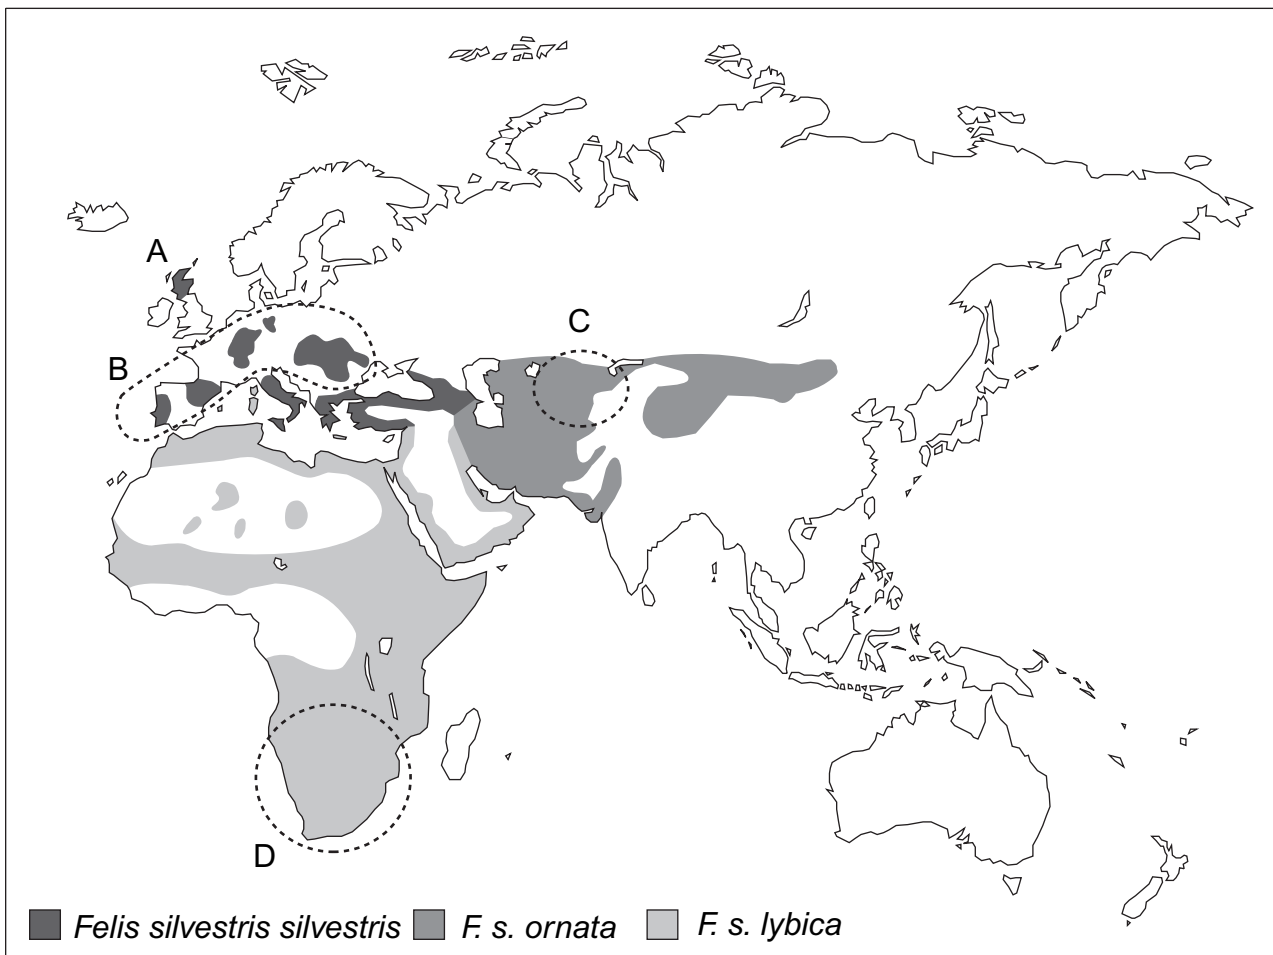 A
B
C
D
Felis silvestris silvestris
F. s. ornata
F. s. lybica